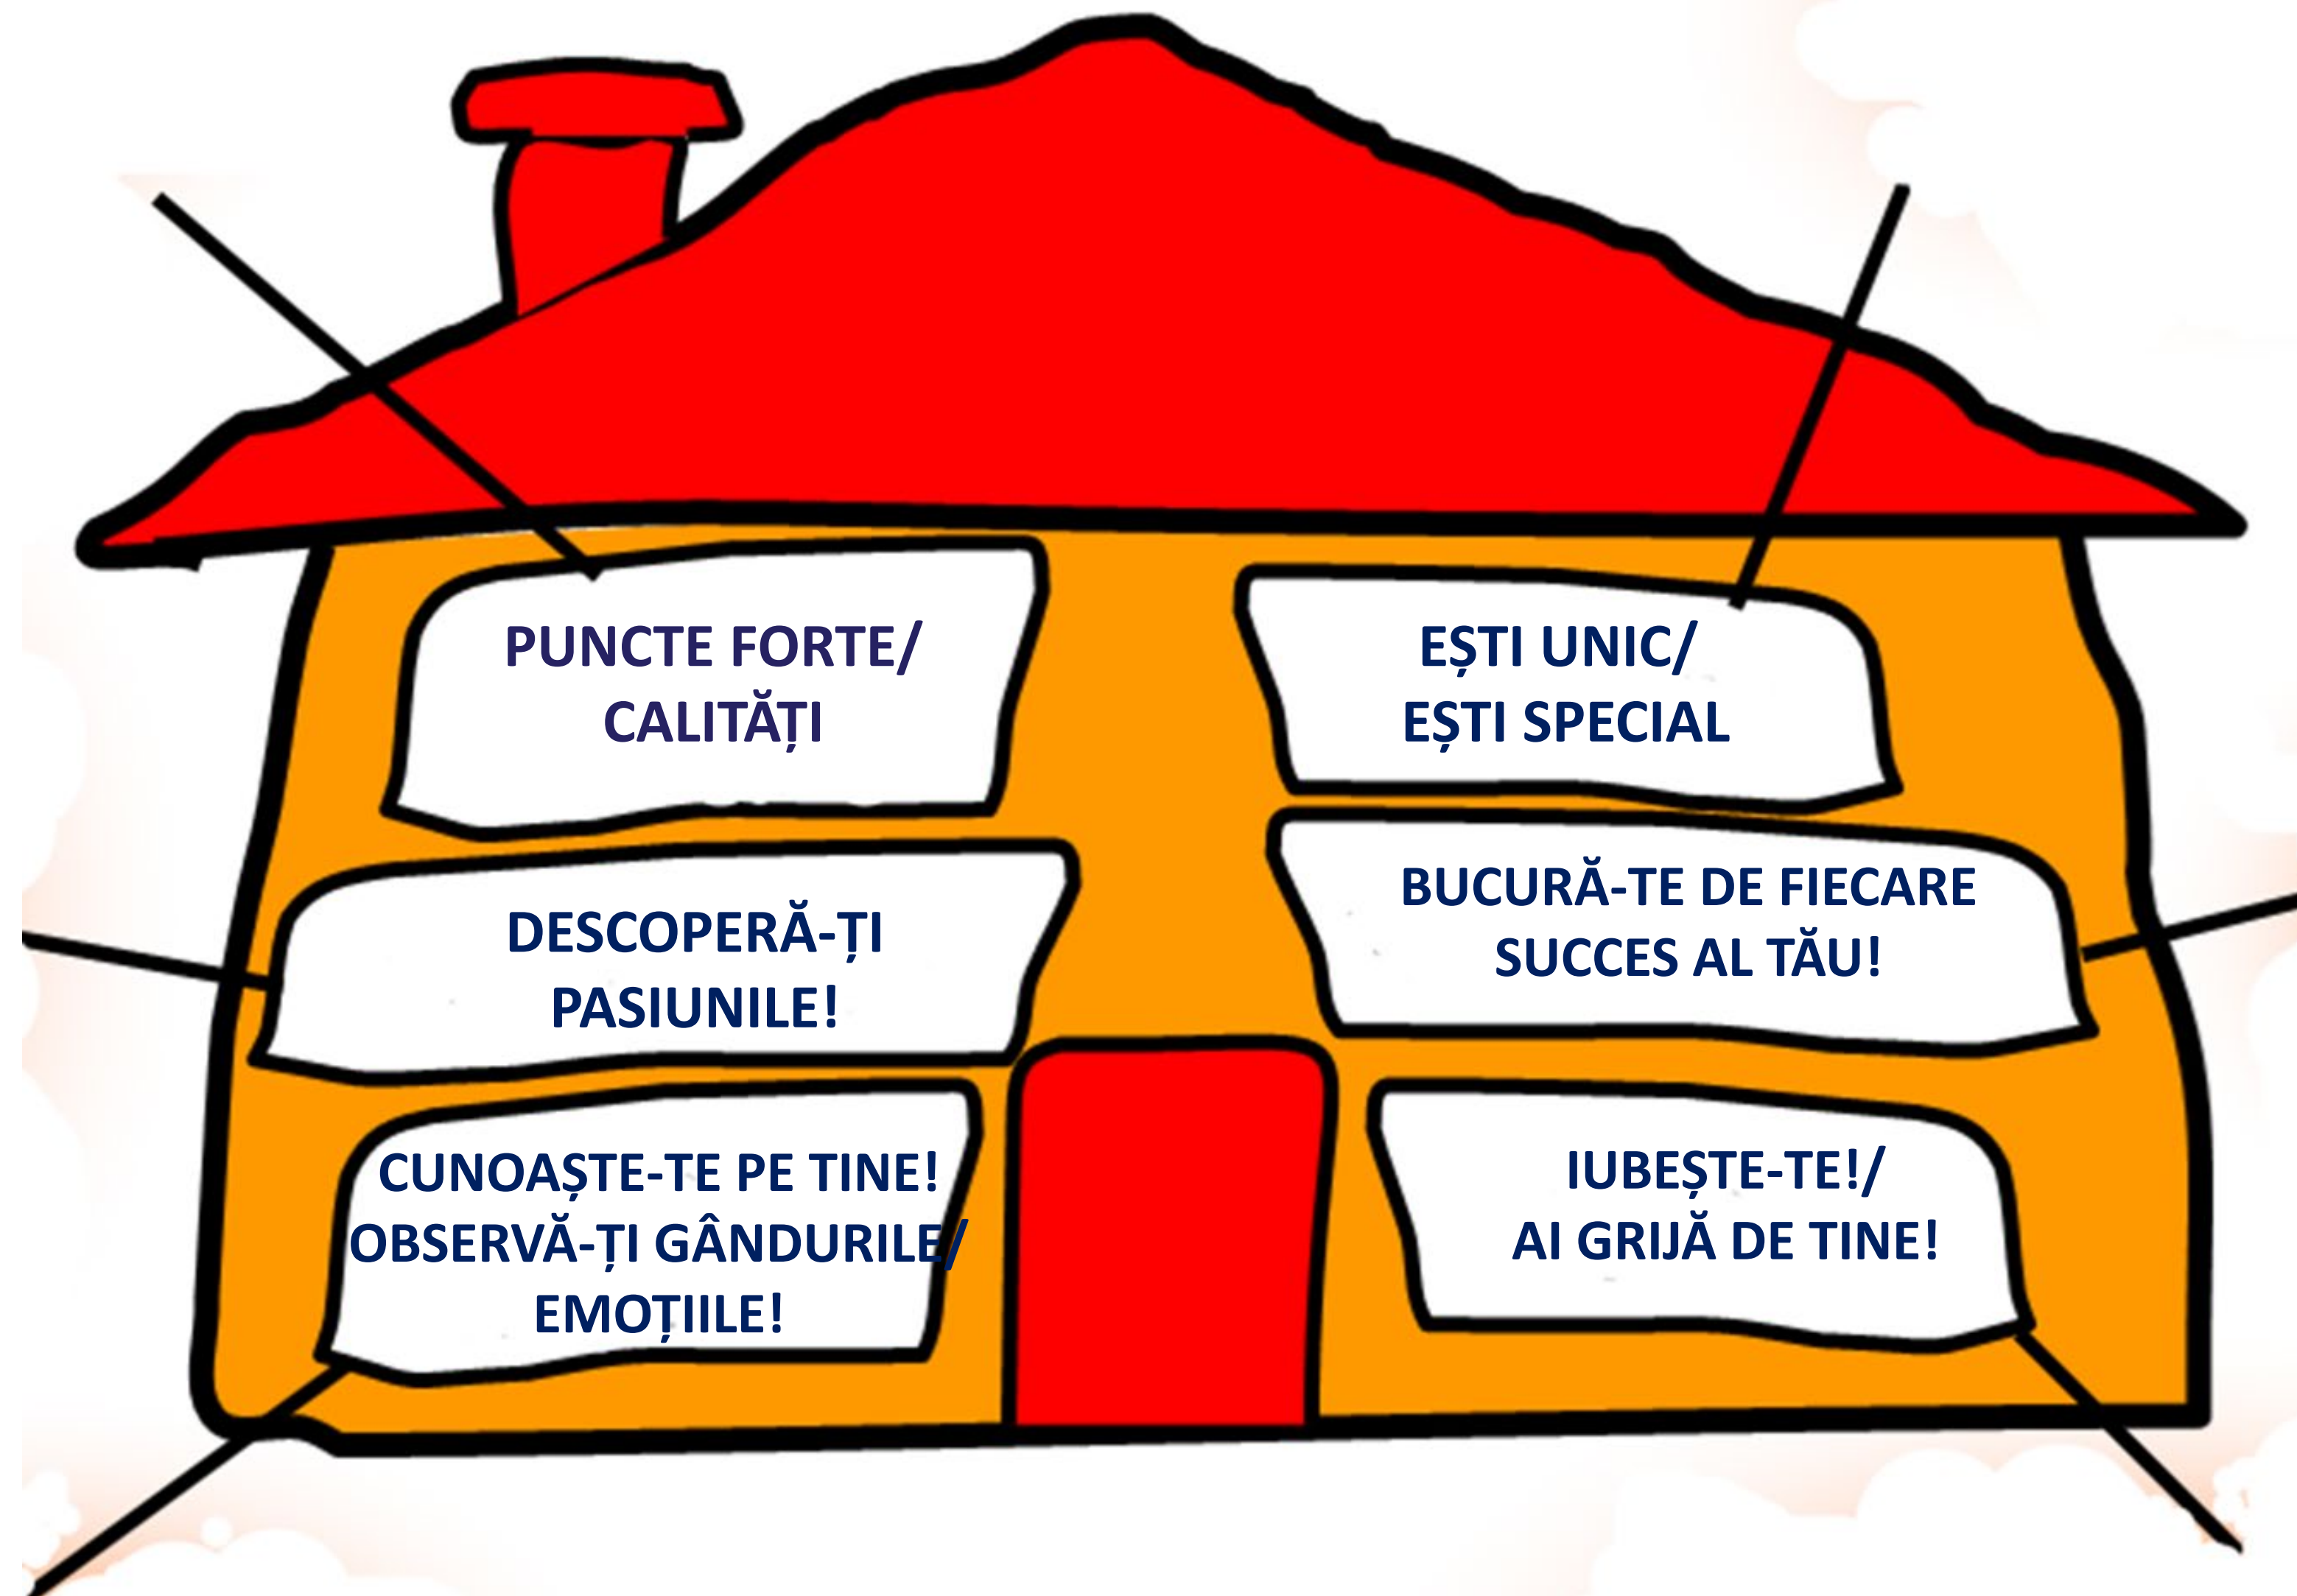 PUNCTE FORTE/
CALITĂȚI
EȘTI UNIC/
EȘTI SPECIAL
DESCOPERĂ-ȚI
PASIUNILE!
BUCURĂ-TE DE FIECARE
SUCCES AL TĂU!
CUNOAȘTE-TE PE TINE!
OBSERVĂ-ȚI GÂNDURILE/
EMOȚIILE!
IUBEȘTE-TE!/
AI GRIJĂ DE TINE!